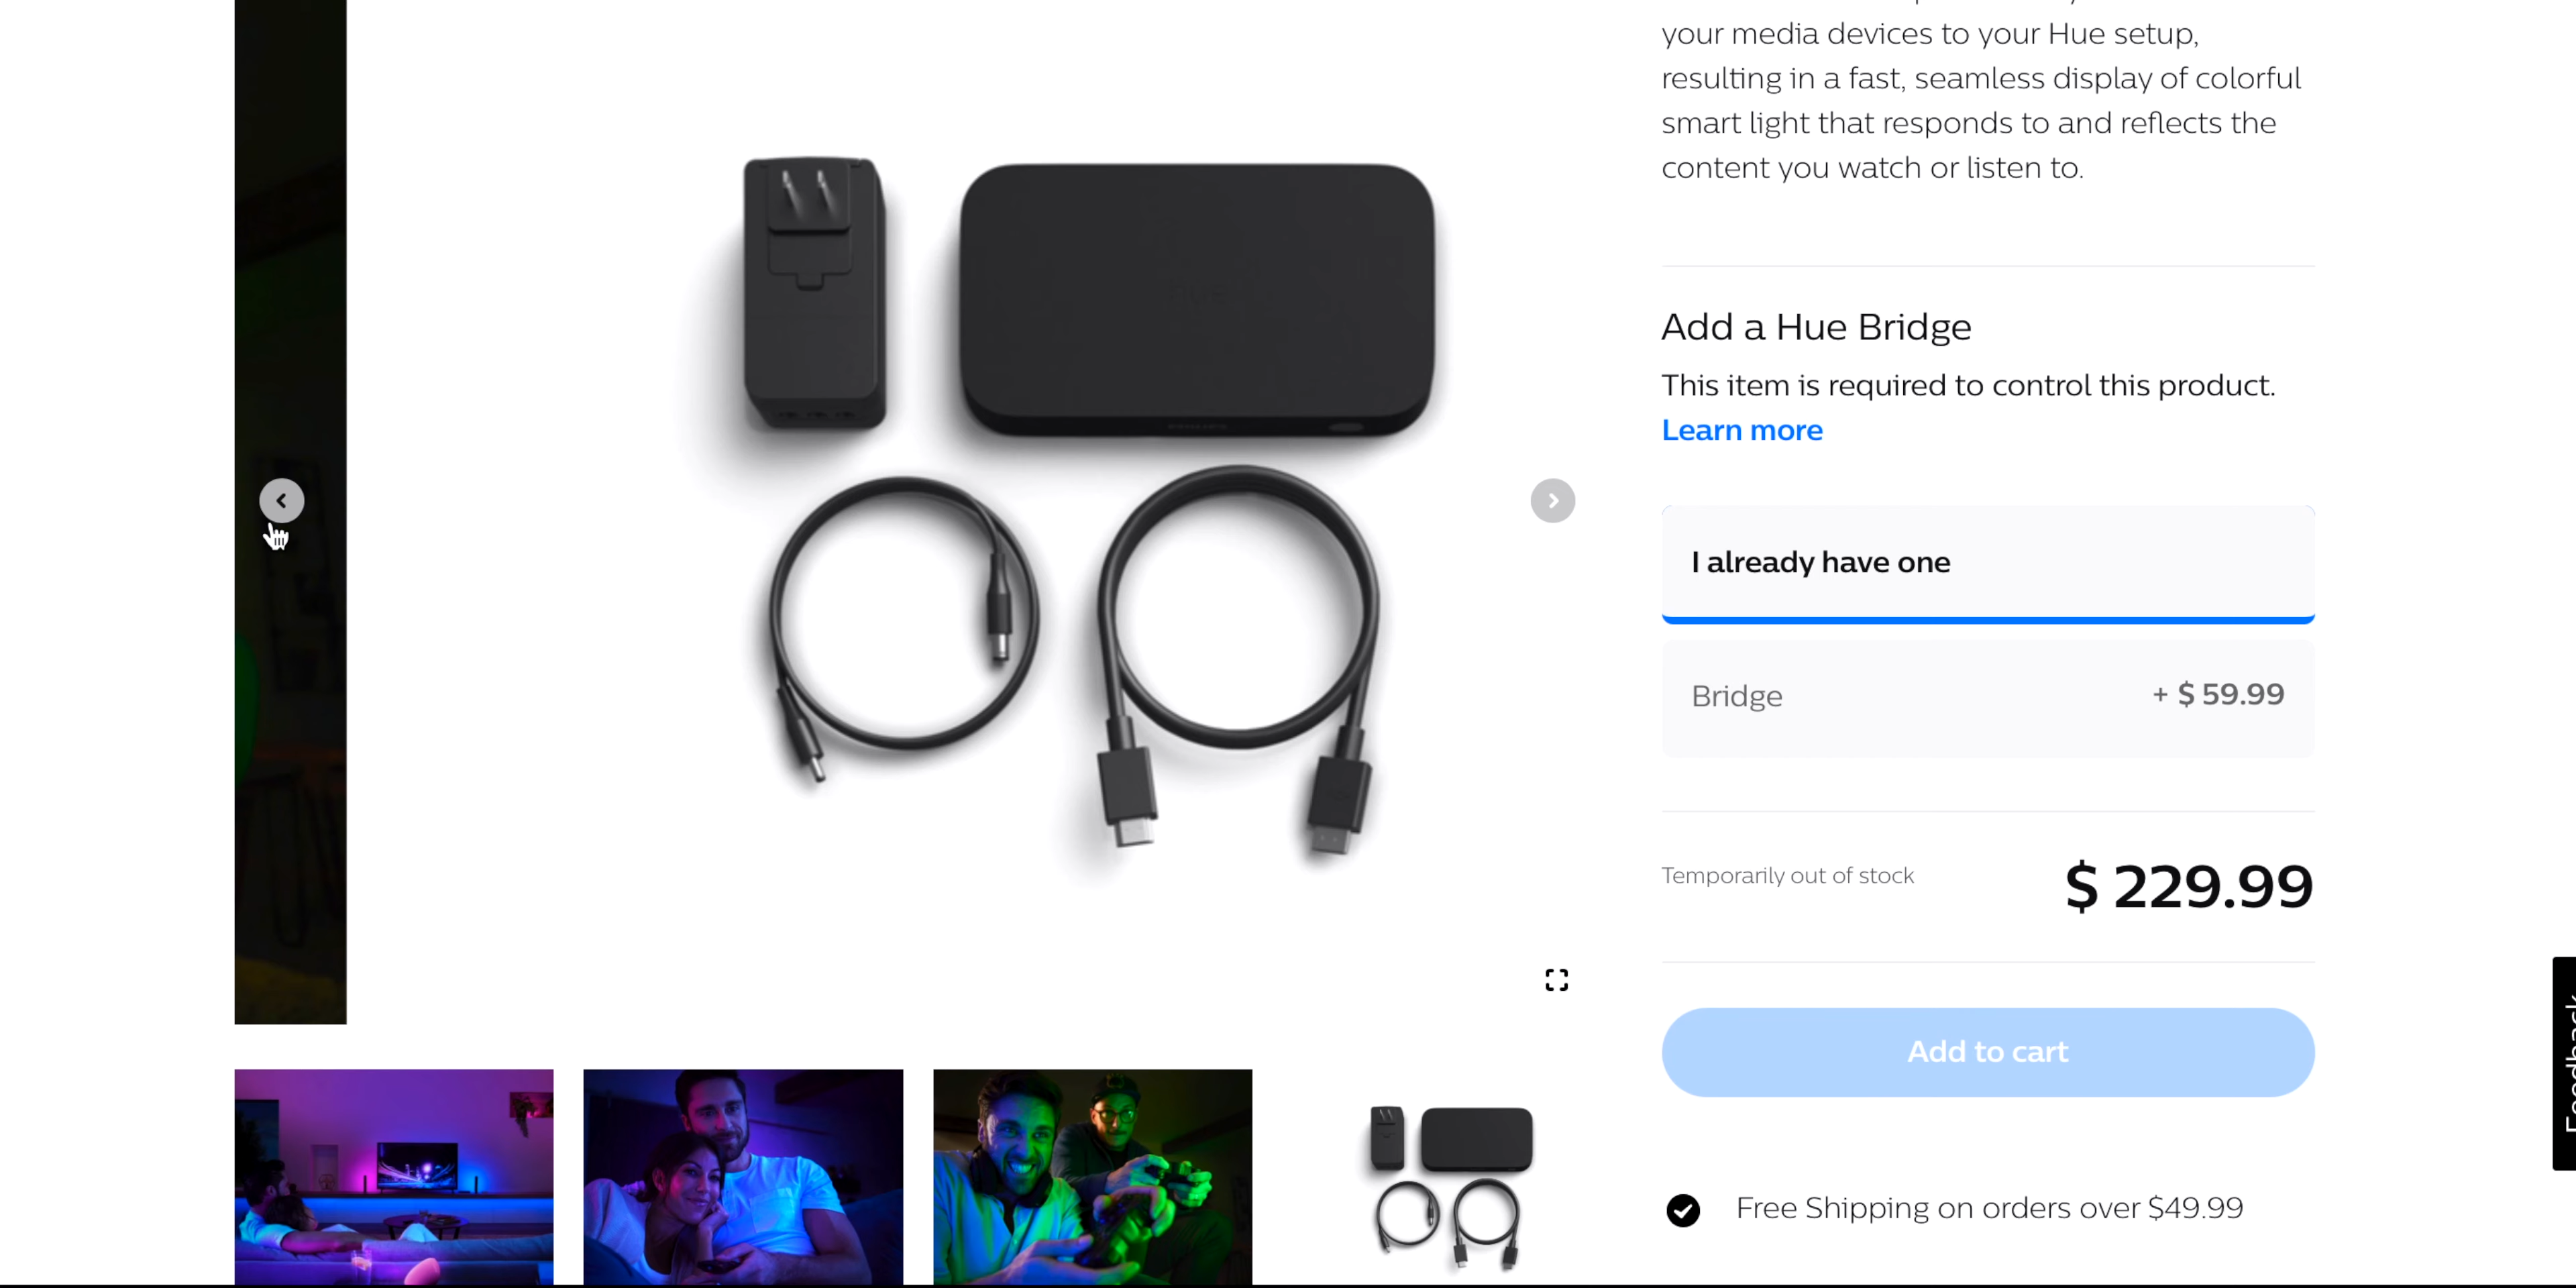 your media devices to your Hue setup,
resulting in a fast, seamless display of colorful
smart light that responds to and reflects the
content you watch or listen to.
Add a Hue Bridge
This item is required to control this product.
Learn more
I already have one
Bridge + $ 59.99
Temporarily out of stock $ 229.99
Add to cart
Free Shipping on orders over $49.99
Feedback
hue
PHILIPS